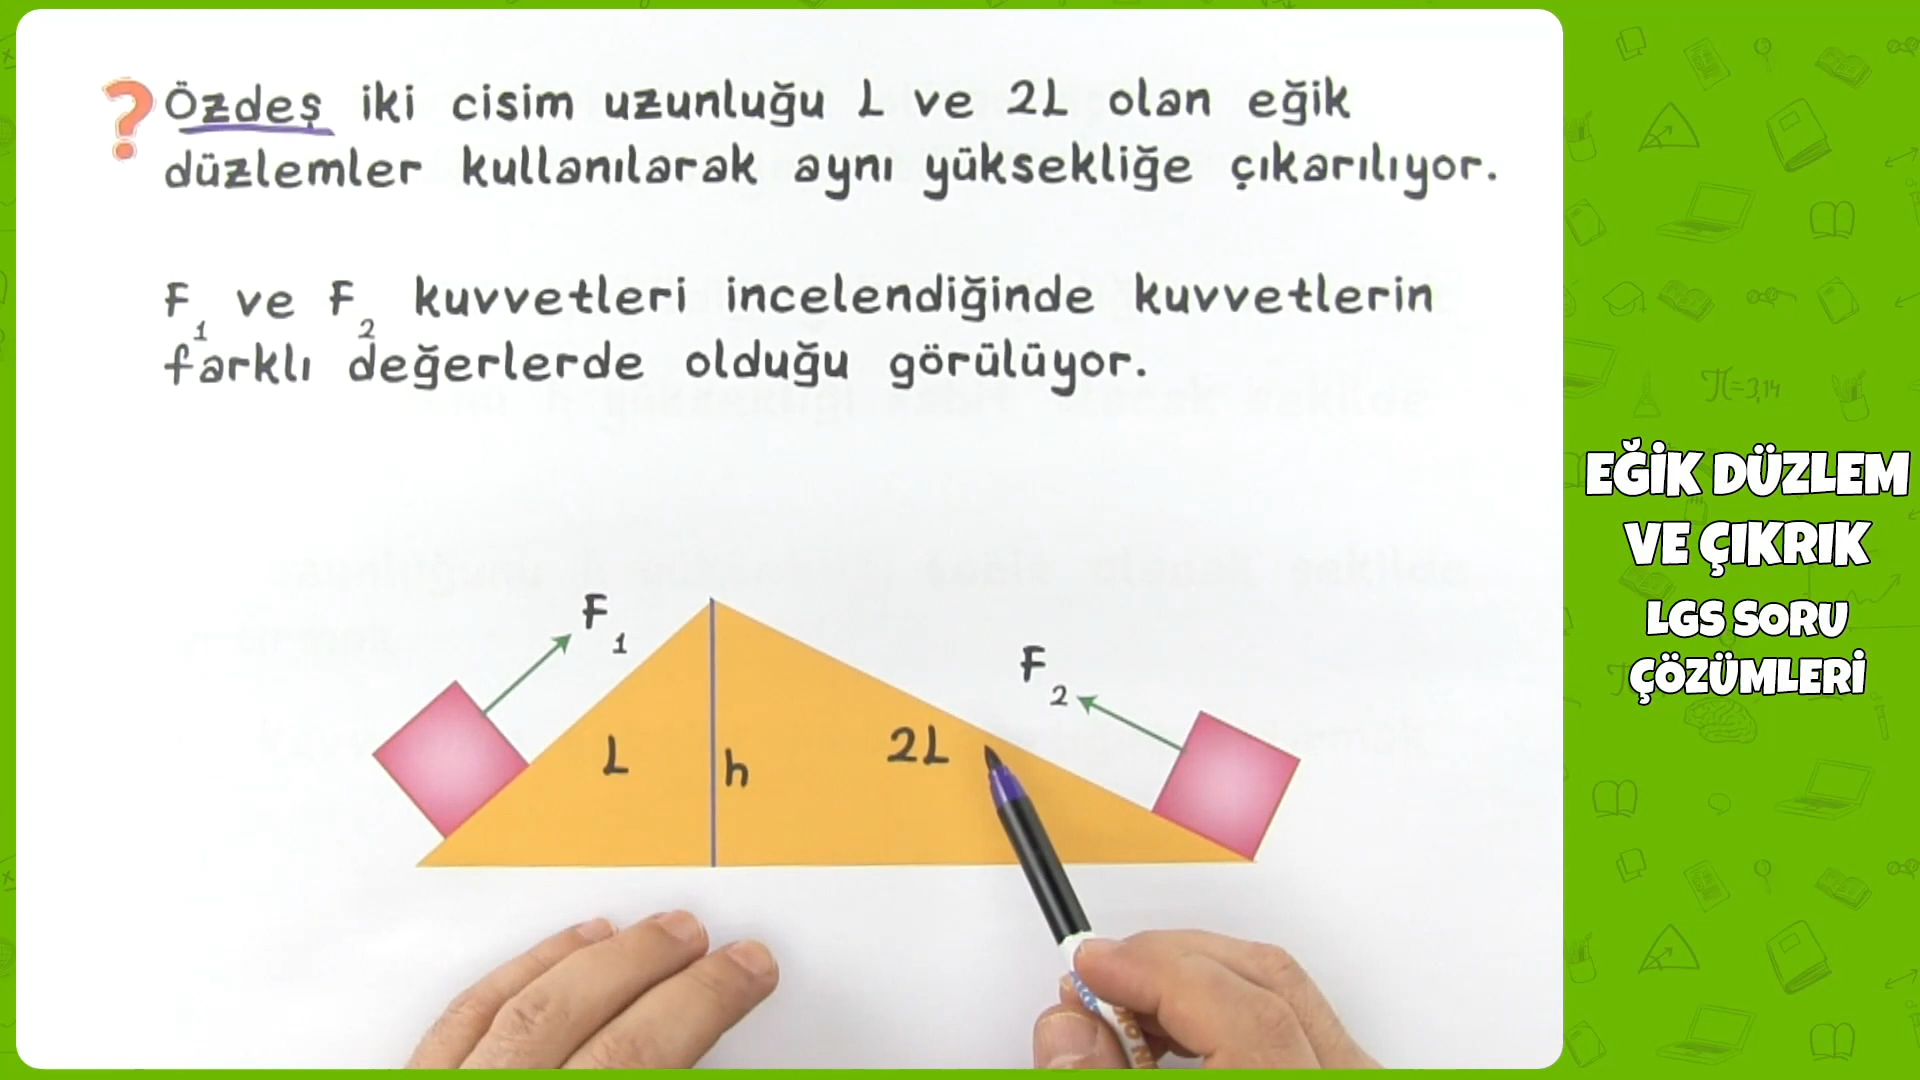 Özdeş iki cisim uzunluğu L ve 2L olan eğik
düzlemler kullanılarak aynı yüksekliğe çıkarılıyor.
F1 ve F2 kuvvetleri incelendiğinde kuvvetlerin
farklı değerlerde olduğu görülüyor.
F1
F2
L
h
2L
EĞİK DÜZLEM
VE ÇIKRIK
LGS SORU
ÇÖZÜMLERİ
π=3,14